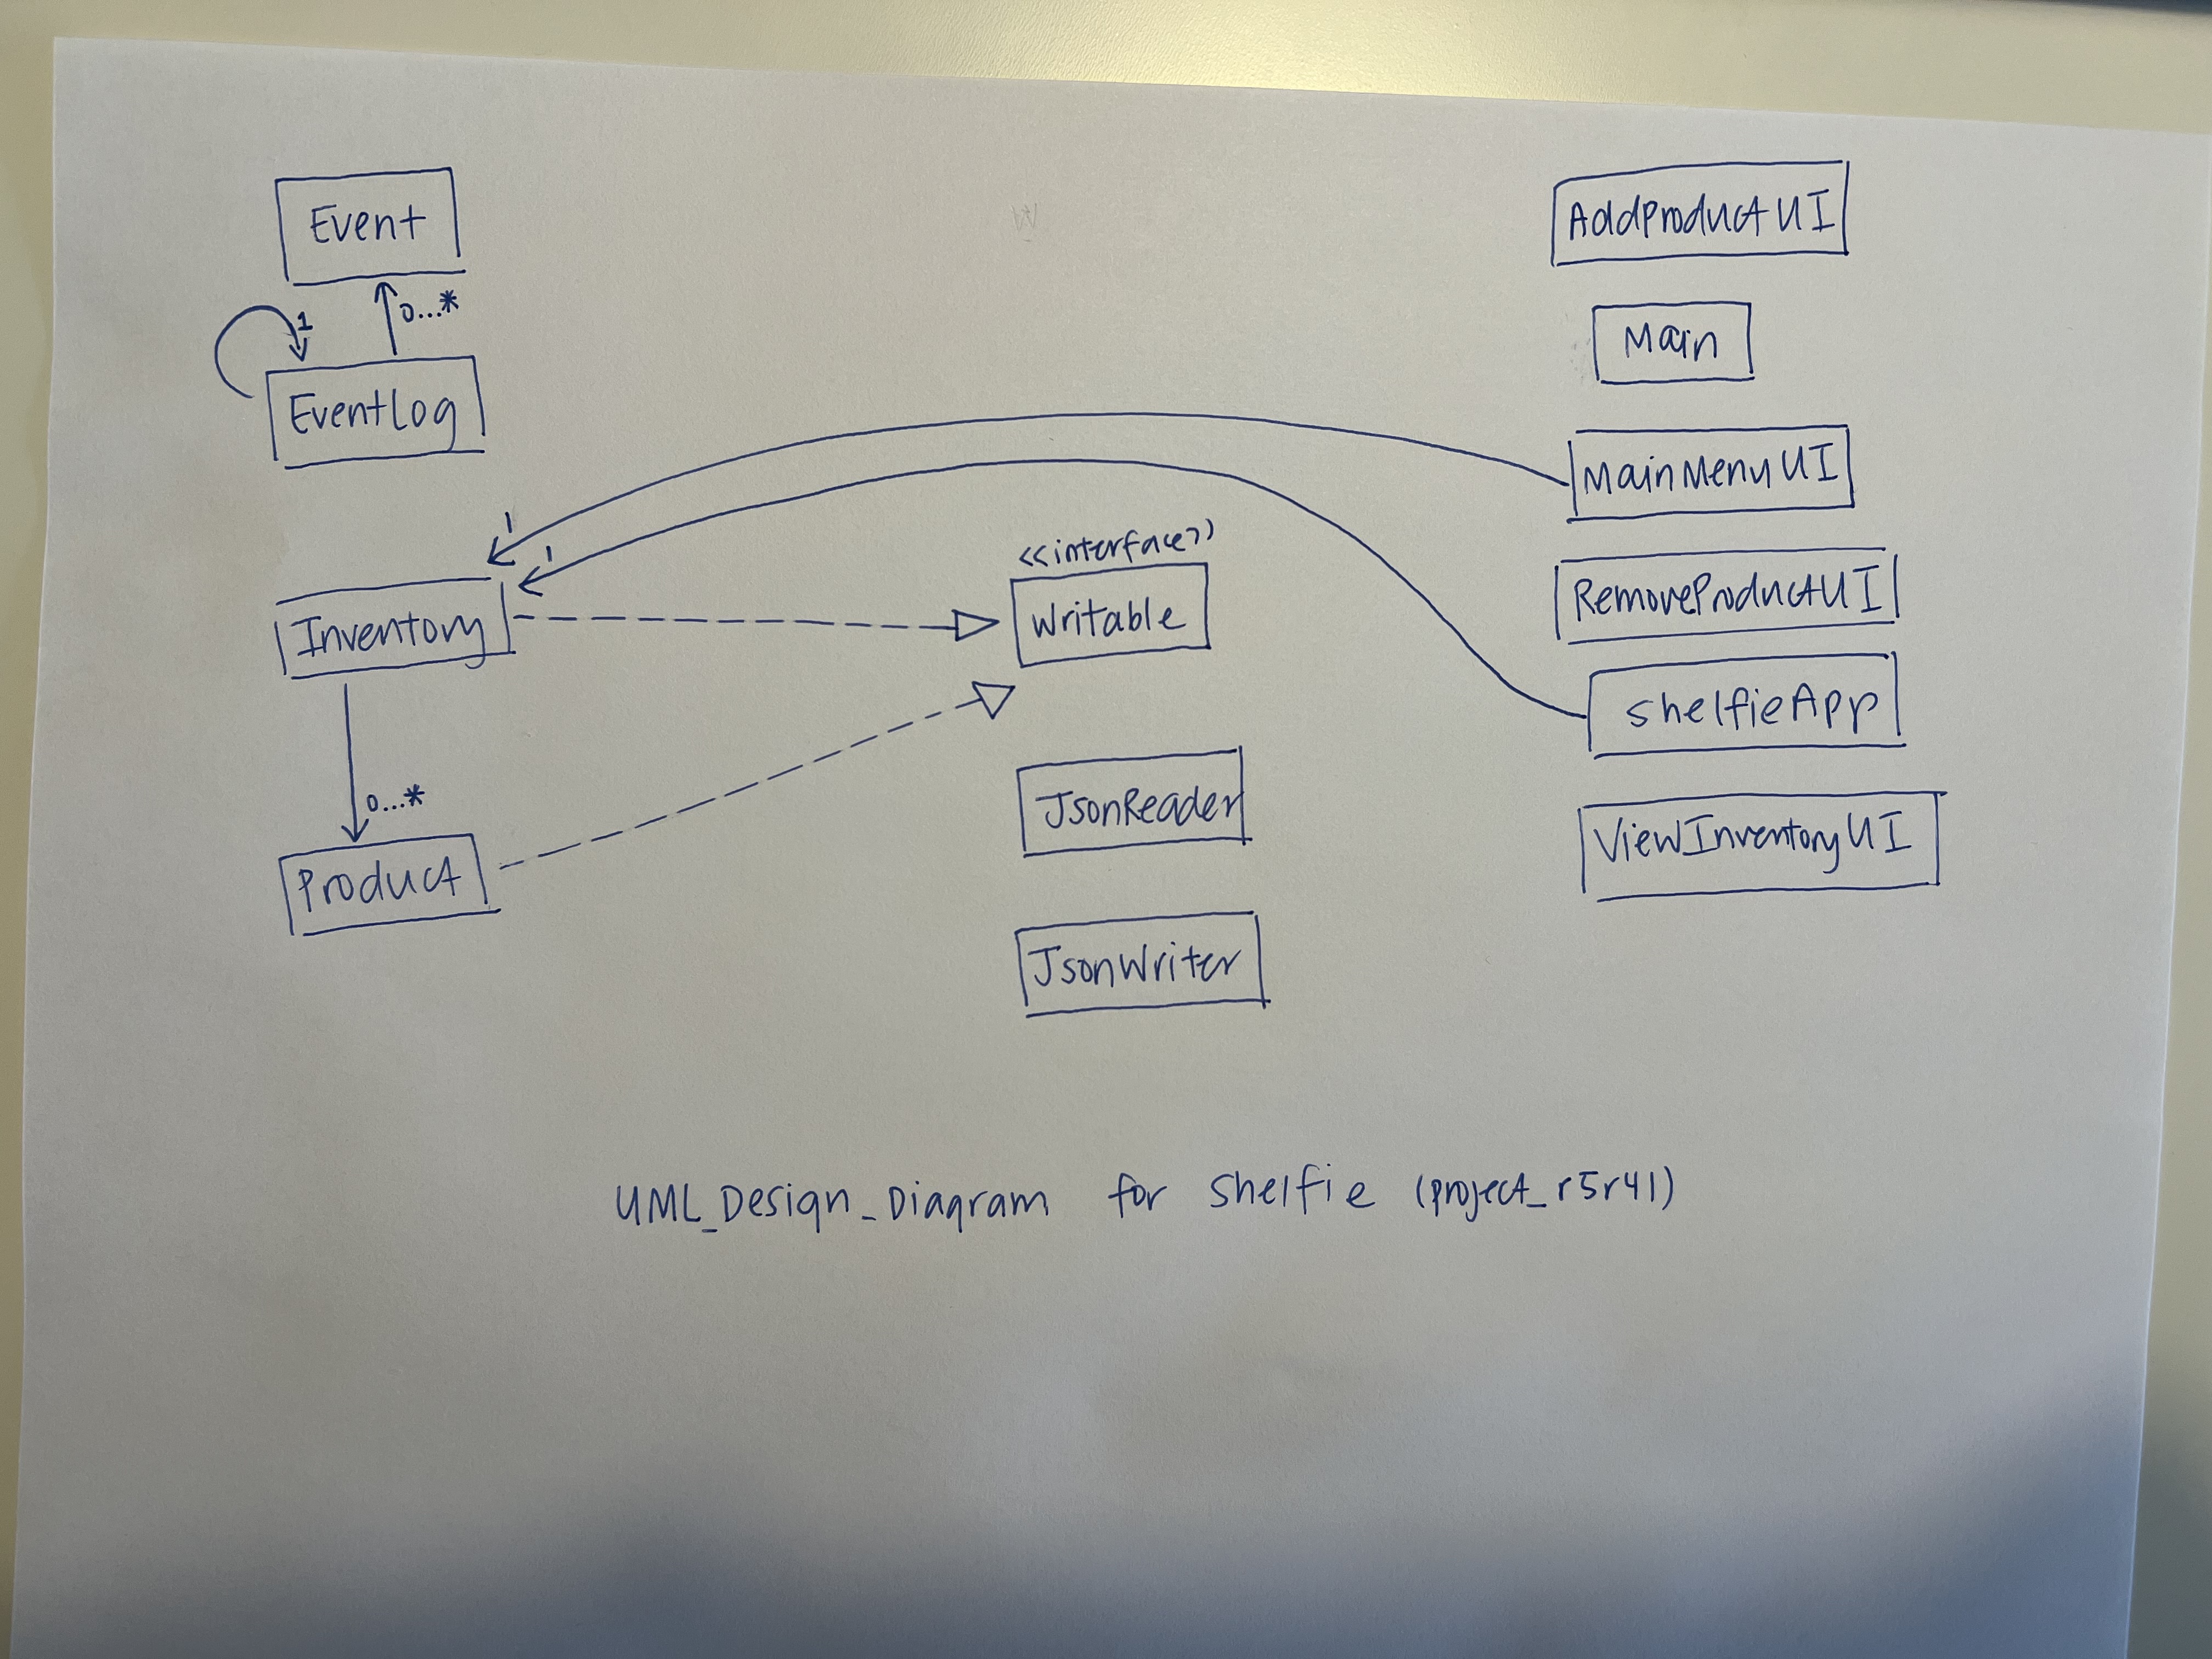 Event
AddProductUI
0...*
1
Main
EventLog
MainMenuUI
1
1
<<interface>>
Inventory
Writable
RemoveProductUI
0...*
JsonReader
ShelfieApp
Product
JsonWriter
ViewInventoryUI
UML_Design_Diagram for Shelfie (project_r5r41)